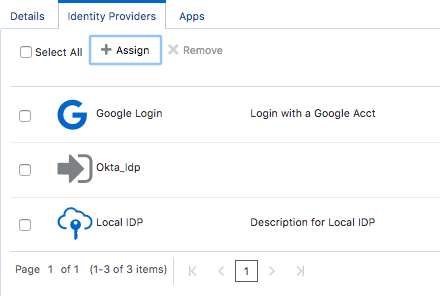 Details Identity Providers Apps
Select All + Assign × Remove
Google Login Login with a Google Acct
Okta_Idp
Local IDP Description for Local IDP
Page 1 of 1 (1-3 of 3 items) 1